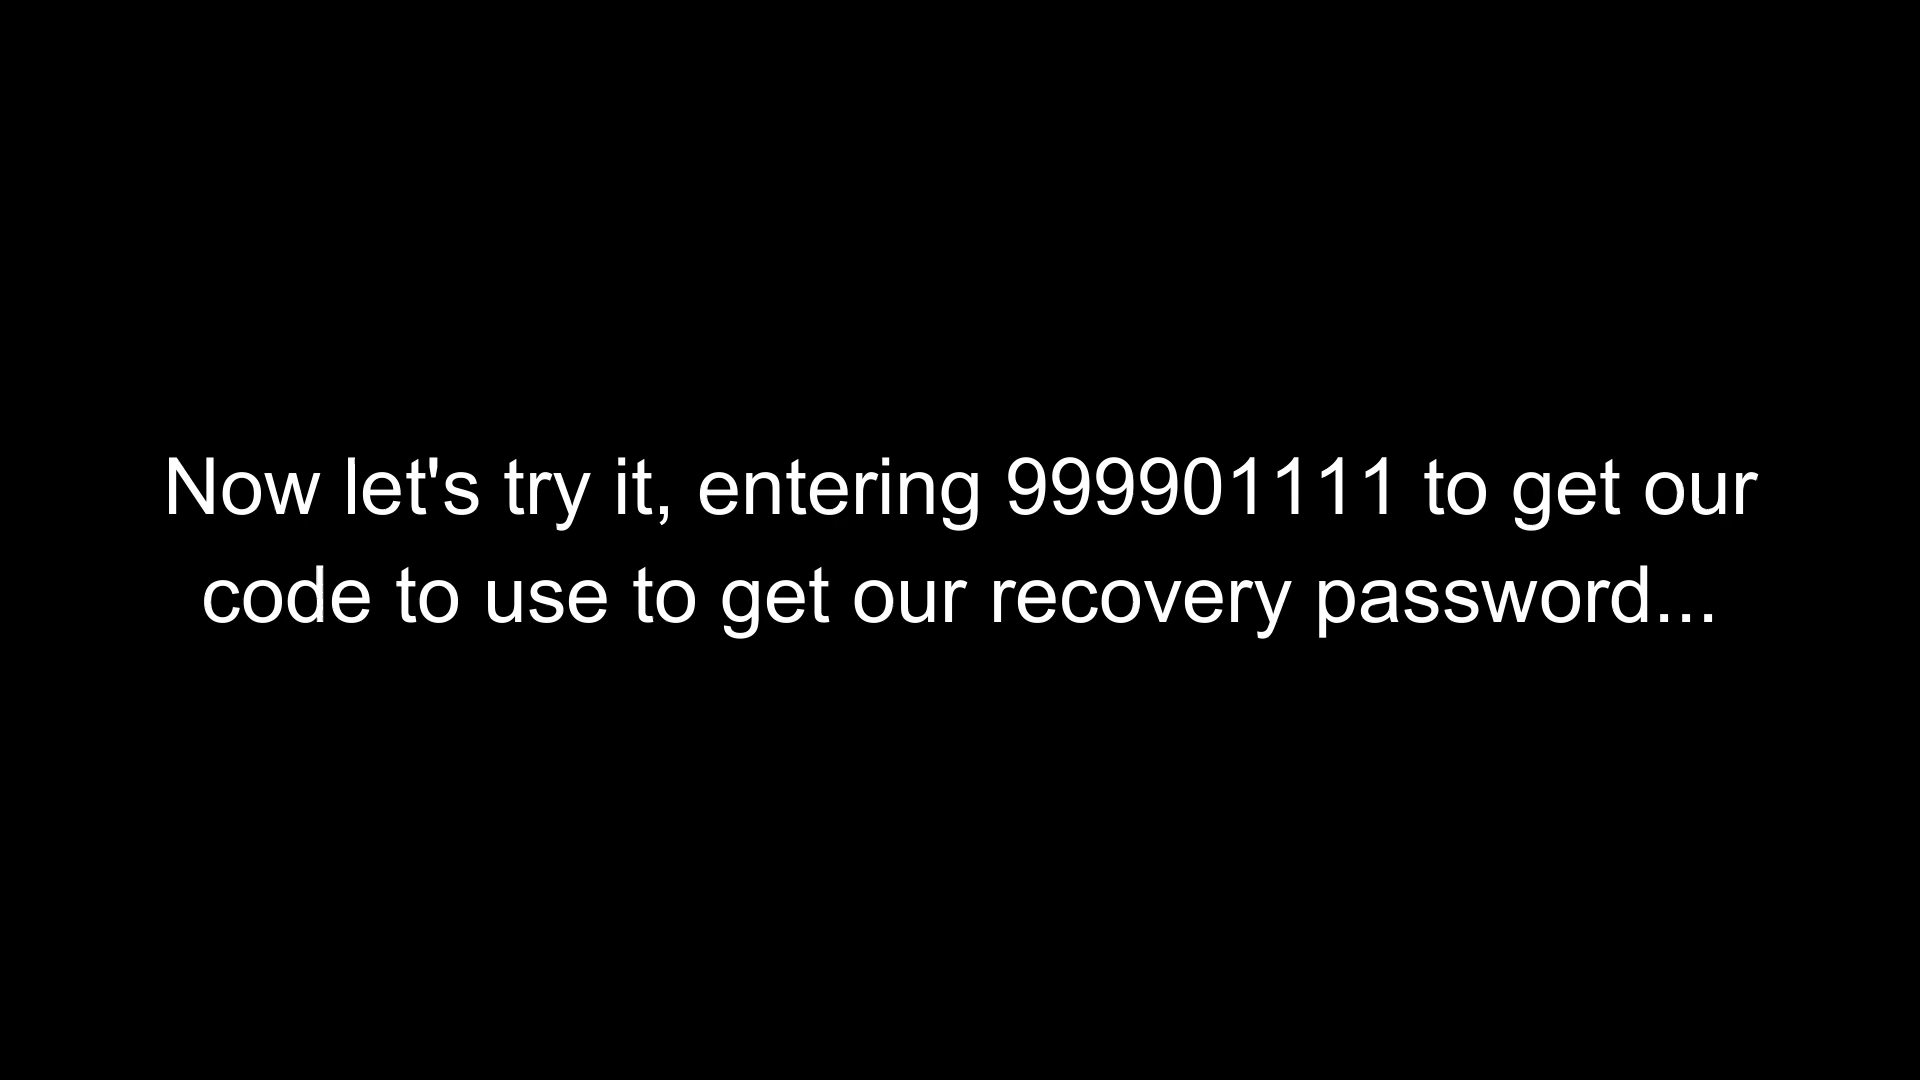 Now let's try it, entering 999901111 to get our
code to use to get our recovery password...